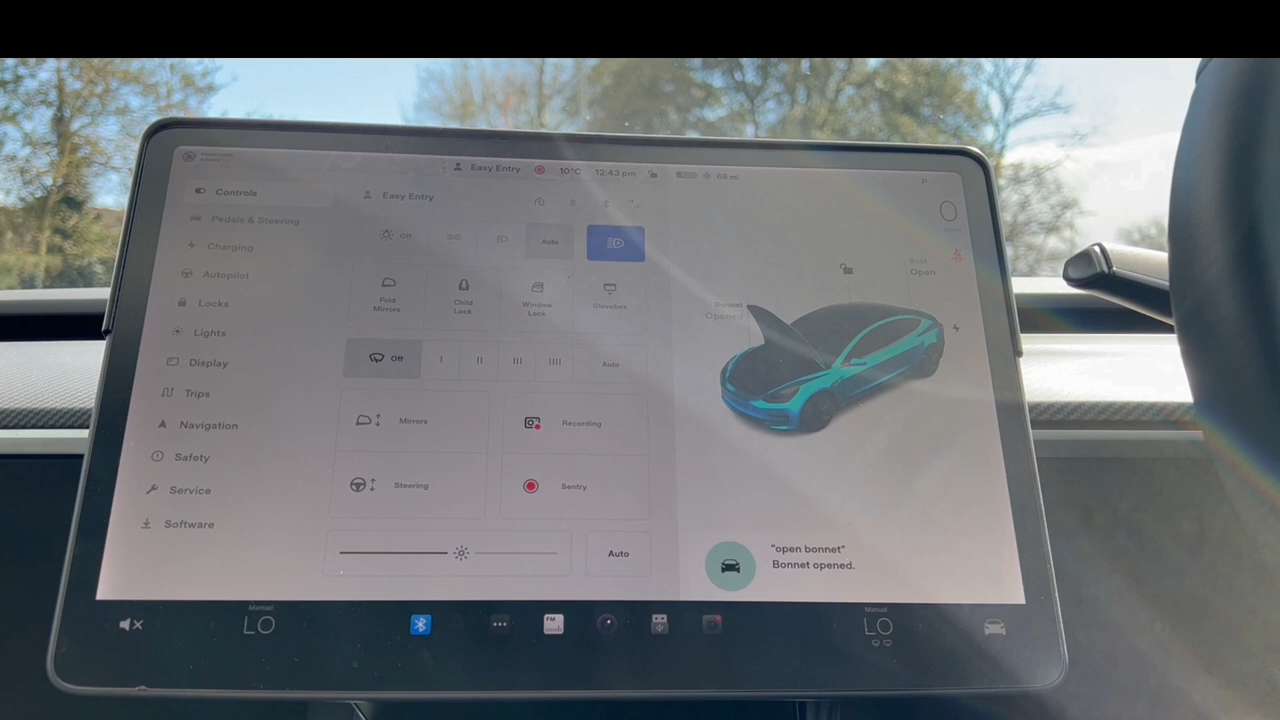 Easy Entry
10°C
12:43 pm
68 mi
P
Controls
Pedals & Steering
Charging
Autopilot
Locks
Lights
Display
Trips
Navigation
Safety
Service
Software
Easy Entry
Off
Auto
Fold
Mirrors
Child
Lock
Window
Lock
Glovebox
Off
I
II
III
IIII
Auto
Mirrors
Recording
Steering
Sentry
Auto
0
Boot
Open
Bonnet
Opened
"open bonnet"
Bonnet opened.
Manual
LO
FM
Manual
LO